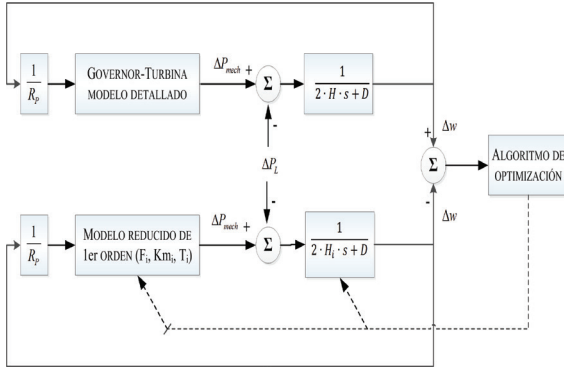 1
R_P
GOVERNOR-TURBINA
MODELO DETALLADO
ΔP_mech +
Σ
-
1
2 · H · s + D
+
Δw
Σ
ALGORITMO DE
OPTIMIZACIÓN
ΔP_L
-
Δw
-
1
R_P
MODELO REDUCIDO DE
1er ORDEN (F_i, Km_i, T_i)
ΔP_mech +
Σ
1
2 · H_i · s + D